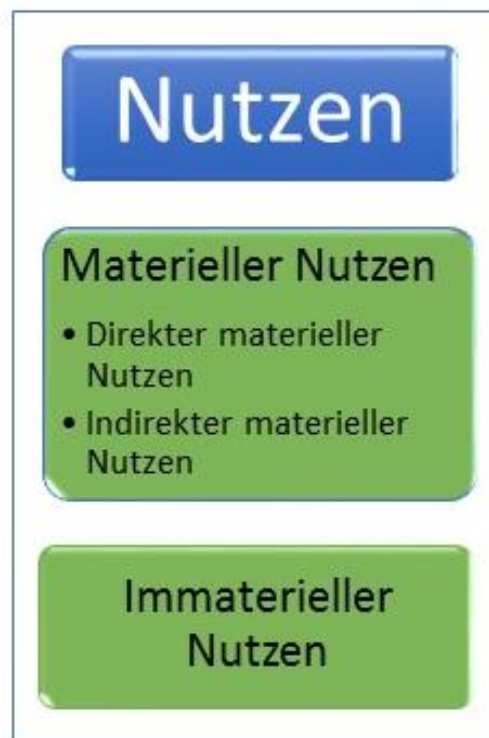 Nutzen
Materieller Nutzen
• Direkter materieller
Nutzen
• Indirekter materieller
Nutzen
Immaterieller
Nutzen